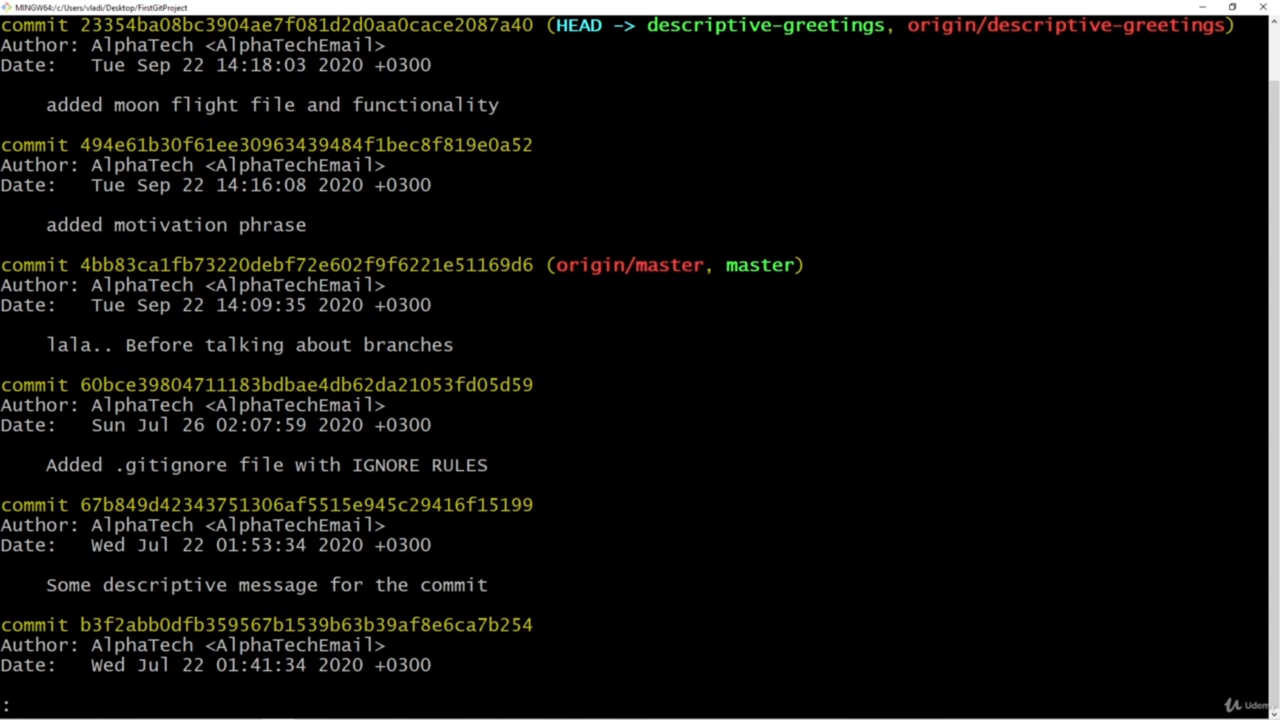 MINGW64:/c/Users/vladi/Desktop/FirstGitProject
commit 23354ba08bc3904ae7f081d2d0aa0cace2087a40 (HEAD -> descriptive-greetings, origin/descriptive-greetings)
Author: AlphaTech <AlphaTechEmail>
Date:   Tue Sep 22 14:18:03 2020 +0300
added moon flight file and functionality
commit 494e61b30f61ee30963439484f1bec8f819e0a52
Author: AlphaTech <AlphaTechEmail>
Date:   Tue Sep 22 14:16:08 2020 +0300
added motivation phrase
commit 4bb83ca1fb73220debf72e602f9f6221e51169d6 (origin/master, master)
Author: AlphaTech <AlphaTechEmail>
Date:   Tue Sep 22 14:09:35 2020 +0300
lala.. Before talking about branches
commit 60bce39804711183bdbae4db62da21053fd05d59
Author: AlphaTech <AlphaTechEmail>
Date:   Sun Jul 26 02:07:59 2020 +0300
Added .gitignore file with IGNORE RULES
commit 67b849d42343751306af5515e945c29416f15199
Author: AlphaTech <AlphaTechEmail>
Date:   Wed Jul 22 01:53:34 2020 +0300
Some descriptive message for the commit
commit b3f2abb0dfb359567b1539b63b39af8e6ca7b254
Author: AlphaTech <AlphaTechEmail>
Date:   Wed Jul 22 01:41:34 2020 +0300
:
Udemy